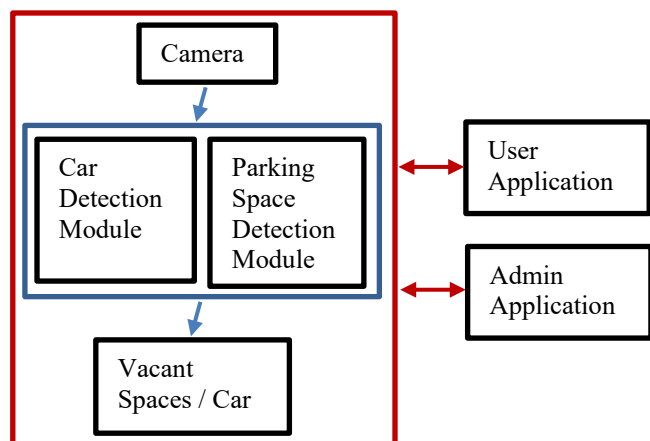 Camera
Car
Detection
Module
Parking
Space
Detection
Module
Vacant
Spaces / Car
User
Application
Admin
Application